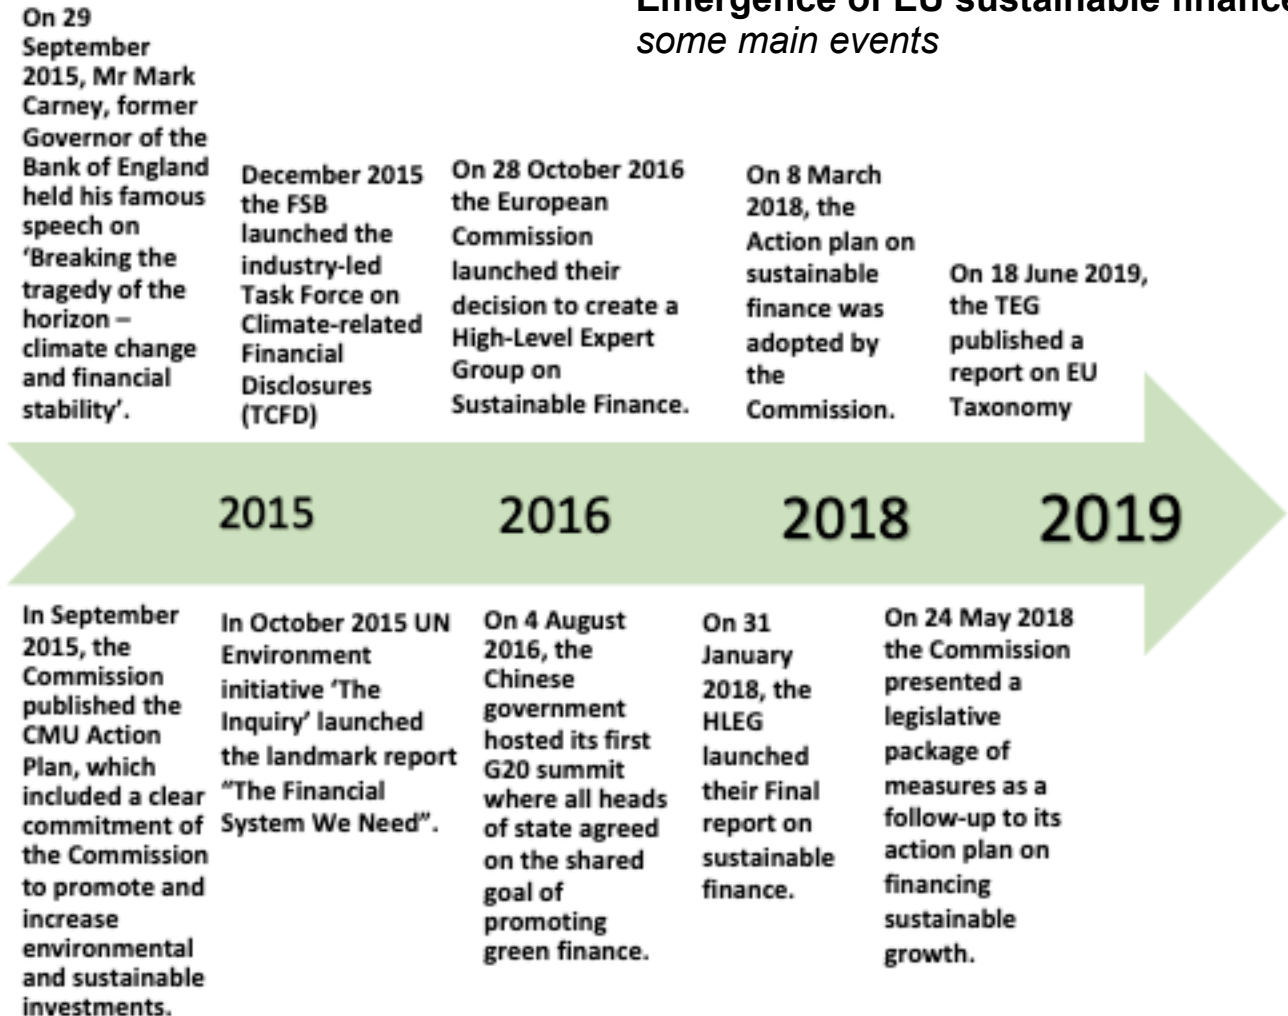 Emergence of EU sustainable finance
some main events
On 29
September
2015, Mr Mark
Carney, former
Governor of the
Bank of England
held his famous
speech on
‘Breaking the
tragedy of the
horizon –
climate change
and financial
stability’.
December 2015
the FSB
launched the
industry-led
Task Force on
Climate-related
Financial
Disclosures
(TCFD)
On 28 October 2016
the European
Commission
launched their
decision to create a
High-Level Expert
Group on
Sustainable Finance.
On 8 March
2018, the
Action plan on
sustainable
finance was
adopted by
the
Commission.
On 18 June 2019,
the TEG
published a
report on EU
Taxonomy
2015
2016
2018
2019
In September
2015, the
Commission
published the
CMU Action
Plan, which
included a clear
commitment of
the Commission
to promote and
increase
environmental
and sustainable
investments.
In October 2015 UN
Environment
initiative ‘The
Inquiry’ launched
the landmark report
“The Financial
System We Need”.
On 4 August
2016, the
Chinese
government
hosted its first
G20 summit
where all heads
of state agreed
on the shared
goal of
promoting
green finance.
On 31
January
2018, the
HLEG
launched
their Final
report on
sustainable
finance.
On 24 May 2018
the Commission
presented a
legislative
package of
measures as a
follow-up to its
action plan on
financing
sustainable
growth.